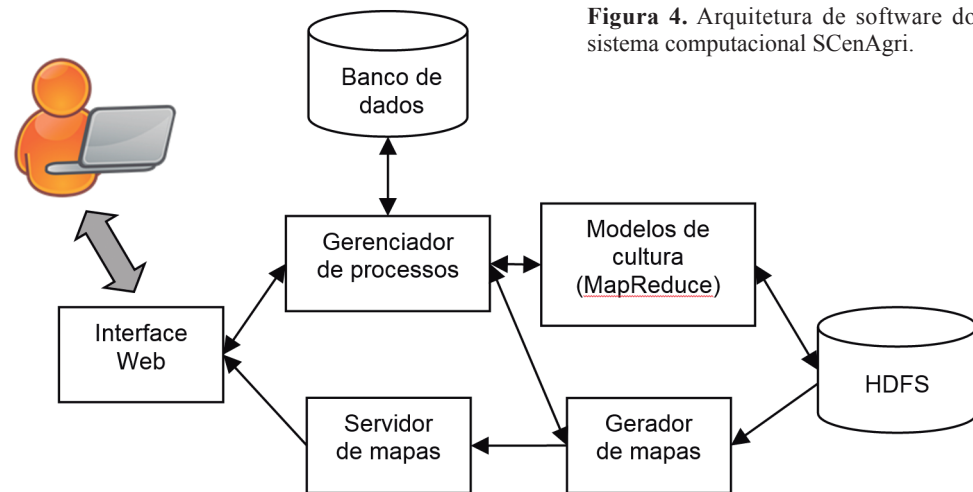 Figura 4. Arquitetura de software do
sistema computacional SCenAgri.
Banco de
dados
Gerenciador
de processos
Modelos de
cultura
(MapReduce)
Interface
Web
HDFS
Servidor
de mapas
Gerador
de mapas